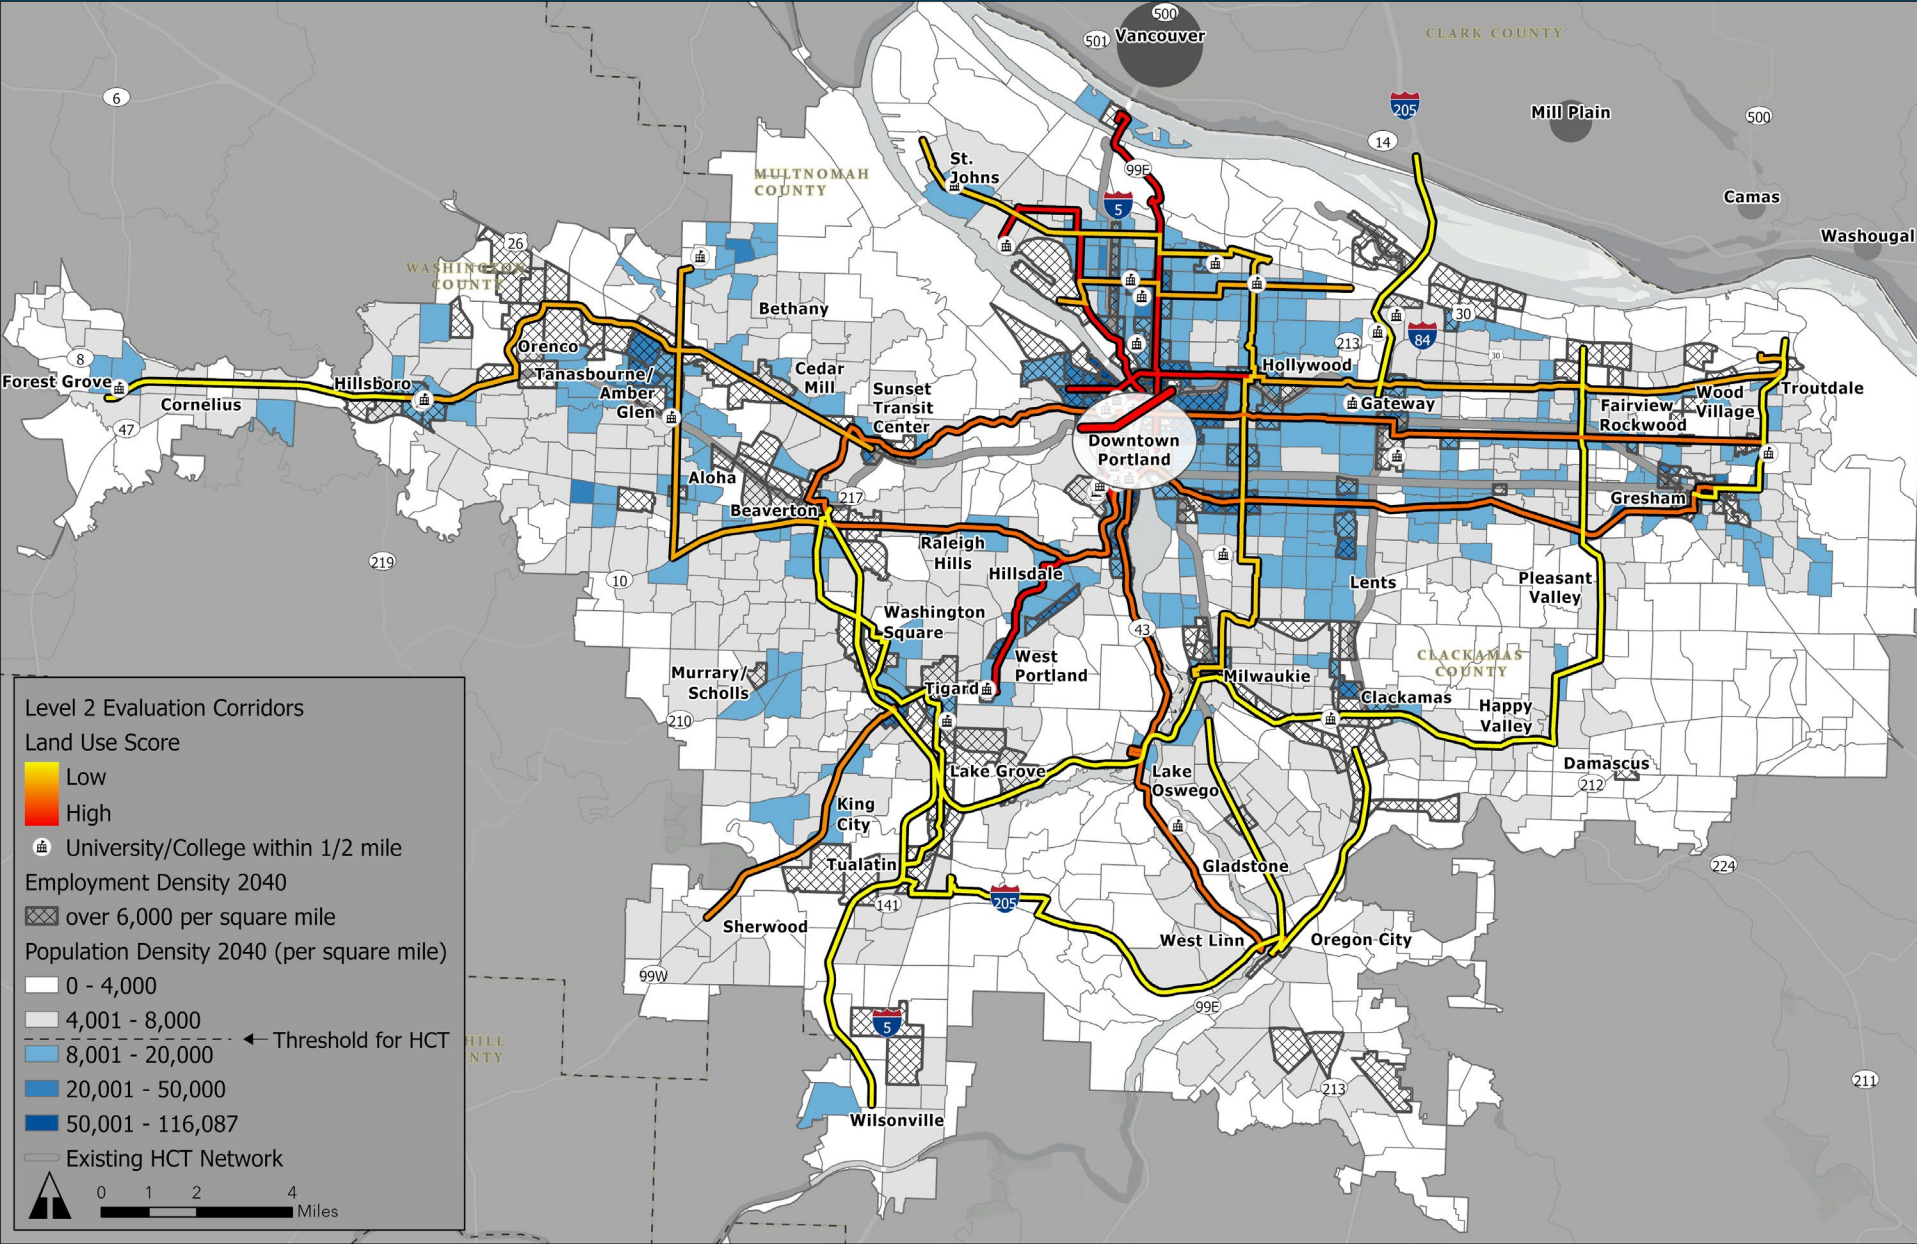 500
Vancouver
501
CLARK COUNTY
205
6
Mill Plain
500
14
99E
St.
Johns
MULTNOMAH
COUNTY
5
Camas
Washougal
26
WASHINGTON
COUNTY
Bethany
30
213
84
30
Orenco
8
Forest Grove
Hillsboro
Cornelius
Tanasbourne/
Amber
Glen
Cedar
Mill
Sunset
Transit
Center
Hollywood
Gateway
Fairview
Rockwood
Wood
Village
Troutdale
47
Downtown
Portland
Aloha
217
Beaverton
Gresham
219
10
Raleigh
Hills
Hillsdale
Lents
Pleasant
Valley
Washington
Square
43
West
Portland
CLACKAMAS
COUNTY
Murrary/
Scholls
Tigard
Milwaukie
Clackamas
Happy
Valley
210
Lake Grove
Lake
Oswego
Damascus
212
King
City
Tualatin
Gladstone
224
141
205
Sherwood
West Linn
Oregon City
99W
99E
5
213
211
Wilsonville
HILL
NTY
Level 2 Evaluation Corridors
Land Use Score
Low
High
University/College within 1/2 mile
Employment Density 2040
over 6,000 per square mile
Population Density 2040 (per square mile)
0 - 4,000
4,001 - 8,000
Threshold for HCT
8,001 - 20,000
20,001 - 50,000
50,001 - 116,087
Existing HCT Network
0 1 2 4
Miles